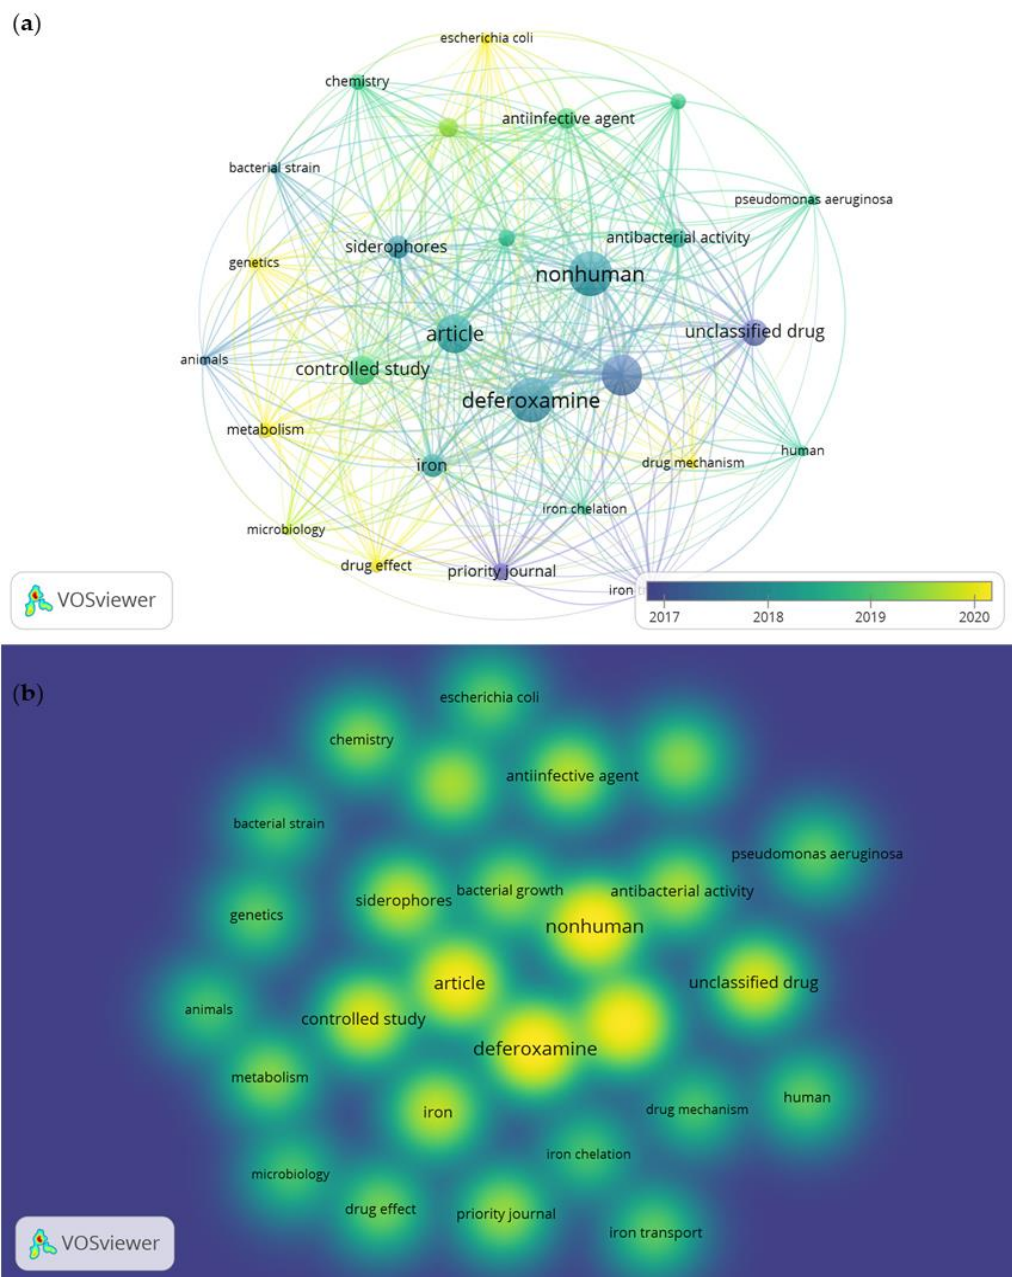 (a)
escherichia coli
chemistry
antiinfective agent
bacterial strain
pseudomonas aeruginosa
siderophores
antibacterial activity
genetics
nonhuman
article
unclassified drug
animals
controlled study
deferoxamine
metabolism
human
iron
drug mechanism
iron chelation
microbiology
drug effect
priority journal
iron t
VOSviewer
2017 2018 2019 2020
(b)
escherichia coli
chemistry
antiinfective agent
bacterial strain
pseudomonas aeruginosa
siderophores
bacterial growth
antibacterial activity
genetics
nonhuman
article
unclassified drug
animals
controlled study
deferoxamine
metabolism
human
iron
drug mechanism
iron chelation
microbiology
drug effect
priority journal
iron transport
VOSviewer